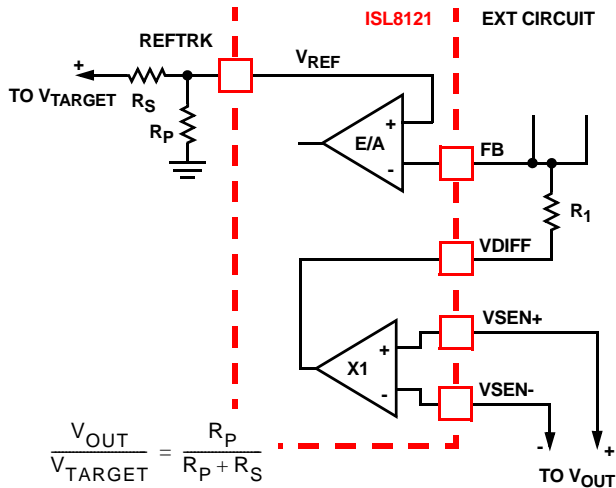 ISL8121
EXT CIRCUIT
REFTRK
VREF
+
TO VTARGET
RS
RP
+
E/A
-
FB
R1
VDIFF
VSEN+
+
X1
-
VSEN-
VOUT / VTARGET = RP / (RP + RS)
- +
TO VOUT